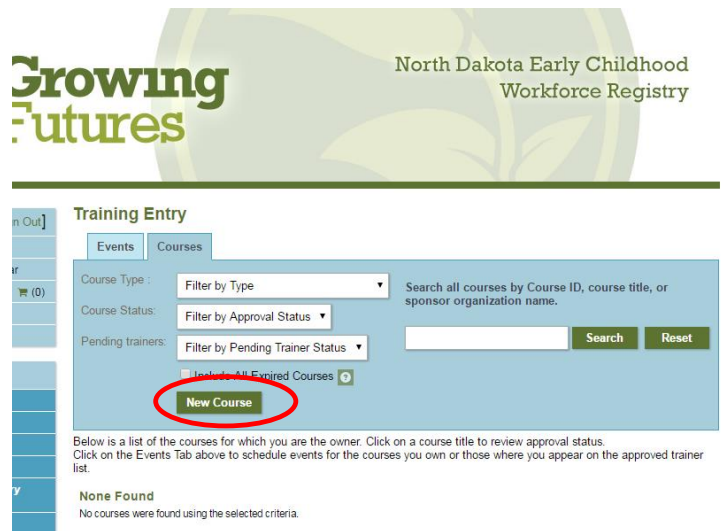 Growing
Futures
North Dakota Early Childhood
Workforce Registry
Out]
(0)
Training Entry
Events Courses
Course Type : Filter by Type
Course Status: Filter by Approval Status
Pending trainers: Filter by Pending Trainer Status
Include All Expired Courses ?
New Course
Search all courses by Course ID, course title, or
sponsor organization name.
Search Reset
Below is a list of the courses for which you are the owner. Click on a course title to review approval status.
Click on the Events Tab above to schedule events for the courses you own or those where you appear on the approved trainer
list.
None Found
No courses were found using the selected criteria.